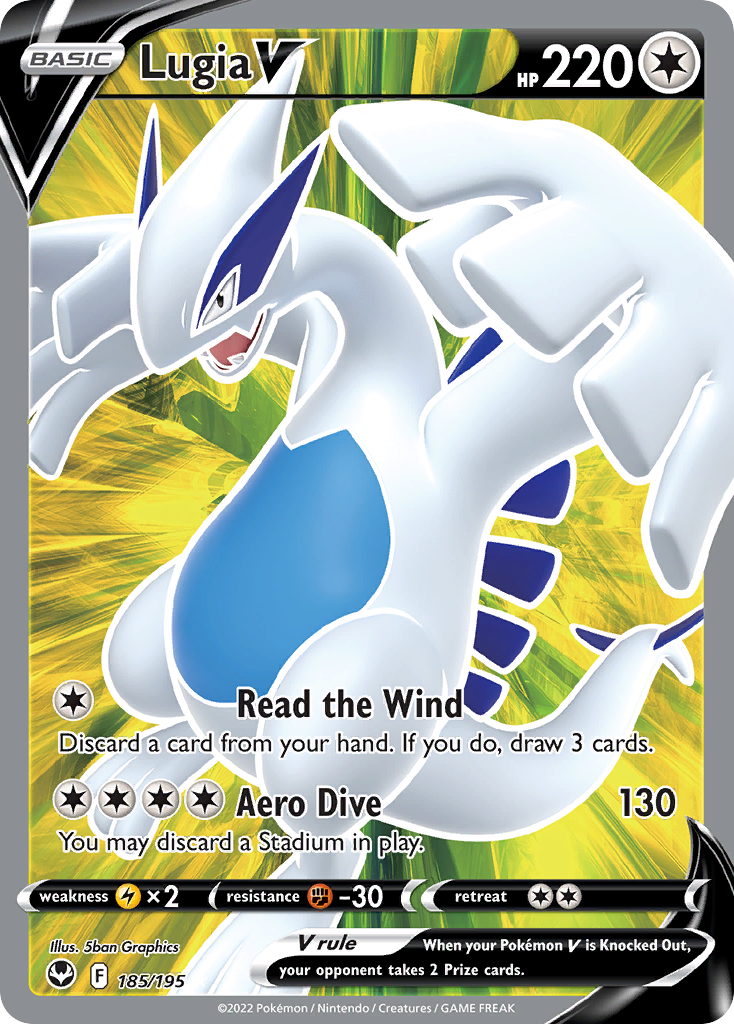 BASIC Lugia V HP 220
Read the Wind
Discard a card from your hand. If you do, draw 3 cards.
Aero Dive 130
You may discard a Stadium in play.
weakness ×2 resistance -30 retreat
Illus. 5ban Graphics
V rule When your Pokémon V is Knocked Out,
your opponent takes 2 Prize cards.
F 185/195
©2022 Pokémon / Nintendo / Creatures / GAME FREAK